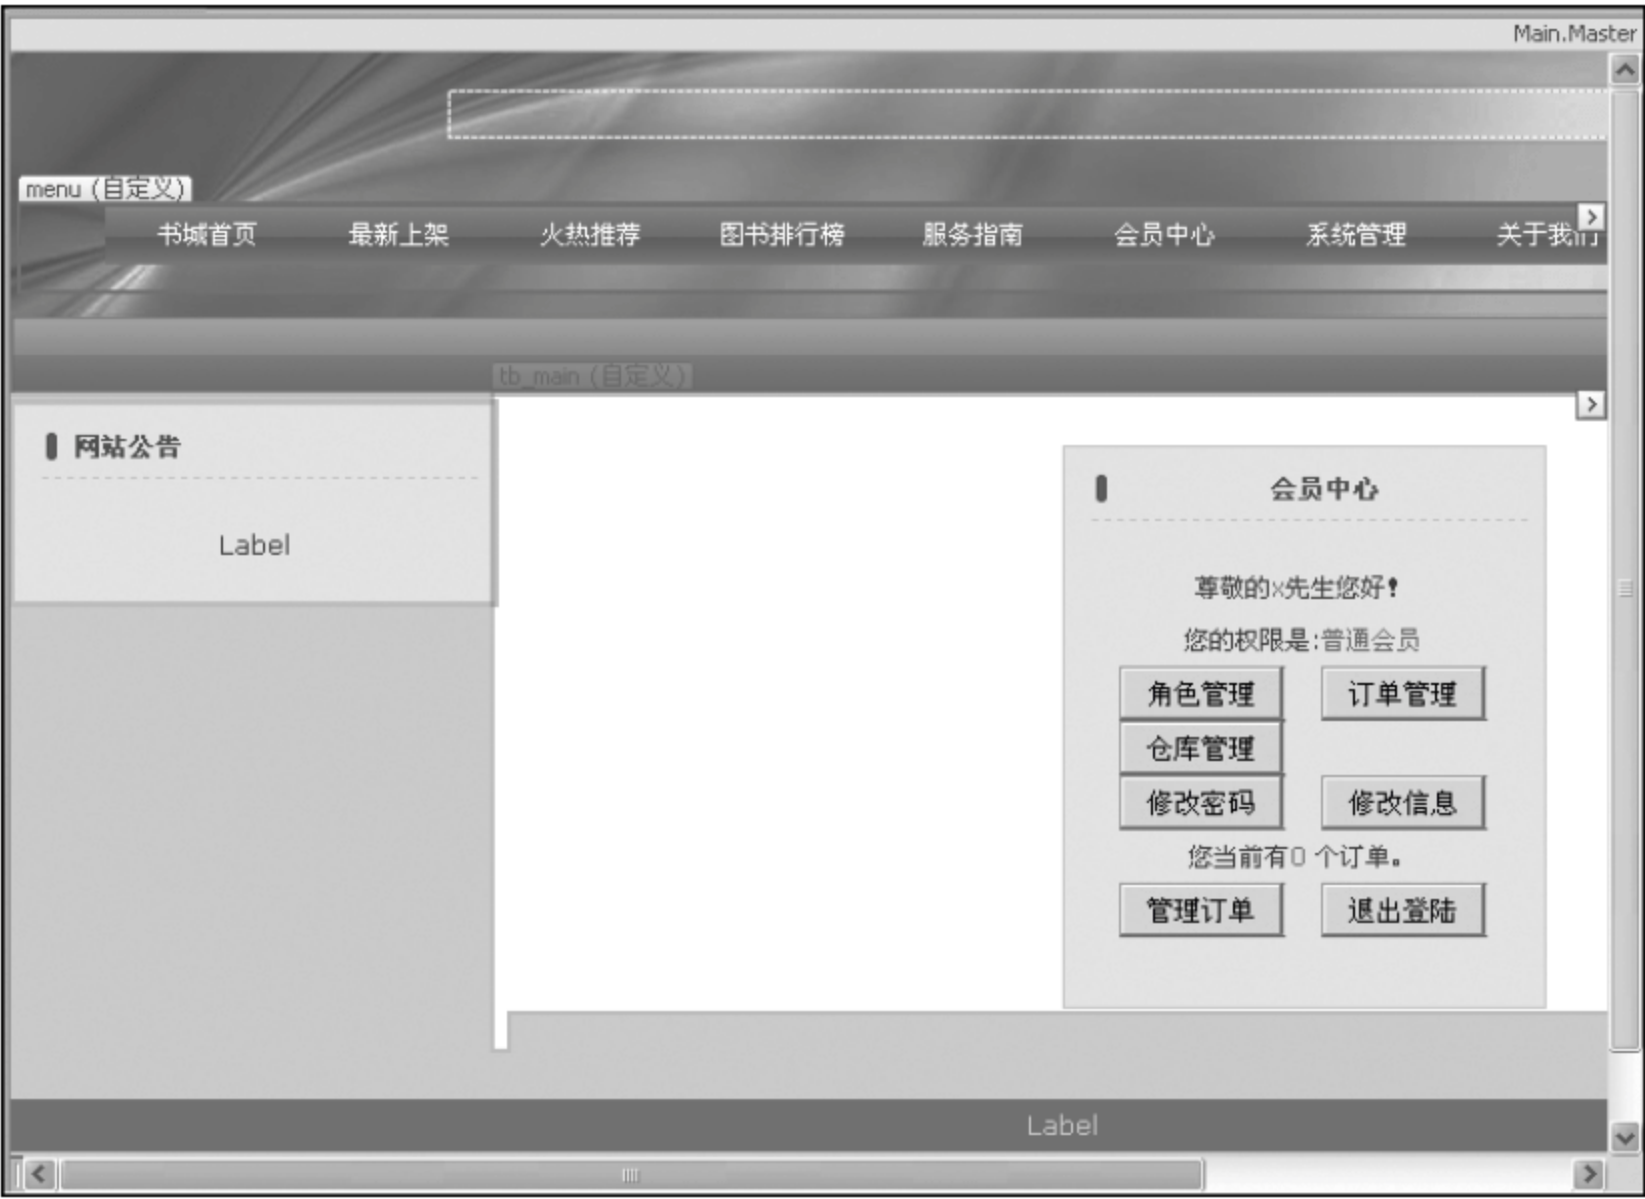 Main.Master
menu (自定义)
书城首页 最新上架 火热推荐 图书排行榜 服务指南 会员中心 系统管理 关于我们
tb_main (自定义)
网站公告
Label
会员中心
尊敬的x先生您好!
您的权限是:普通会员
角色管理 订单管理
仓库管理
修改密码 修改信息
您当前有0 个订单。
管理订单 退出登陆
Label